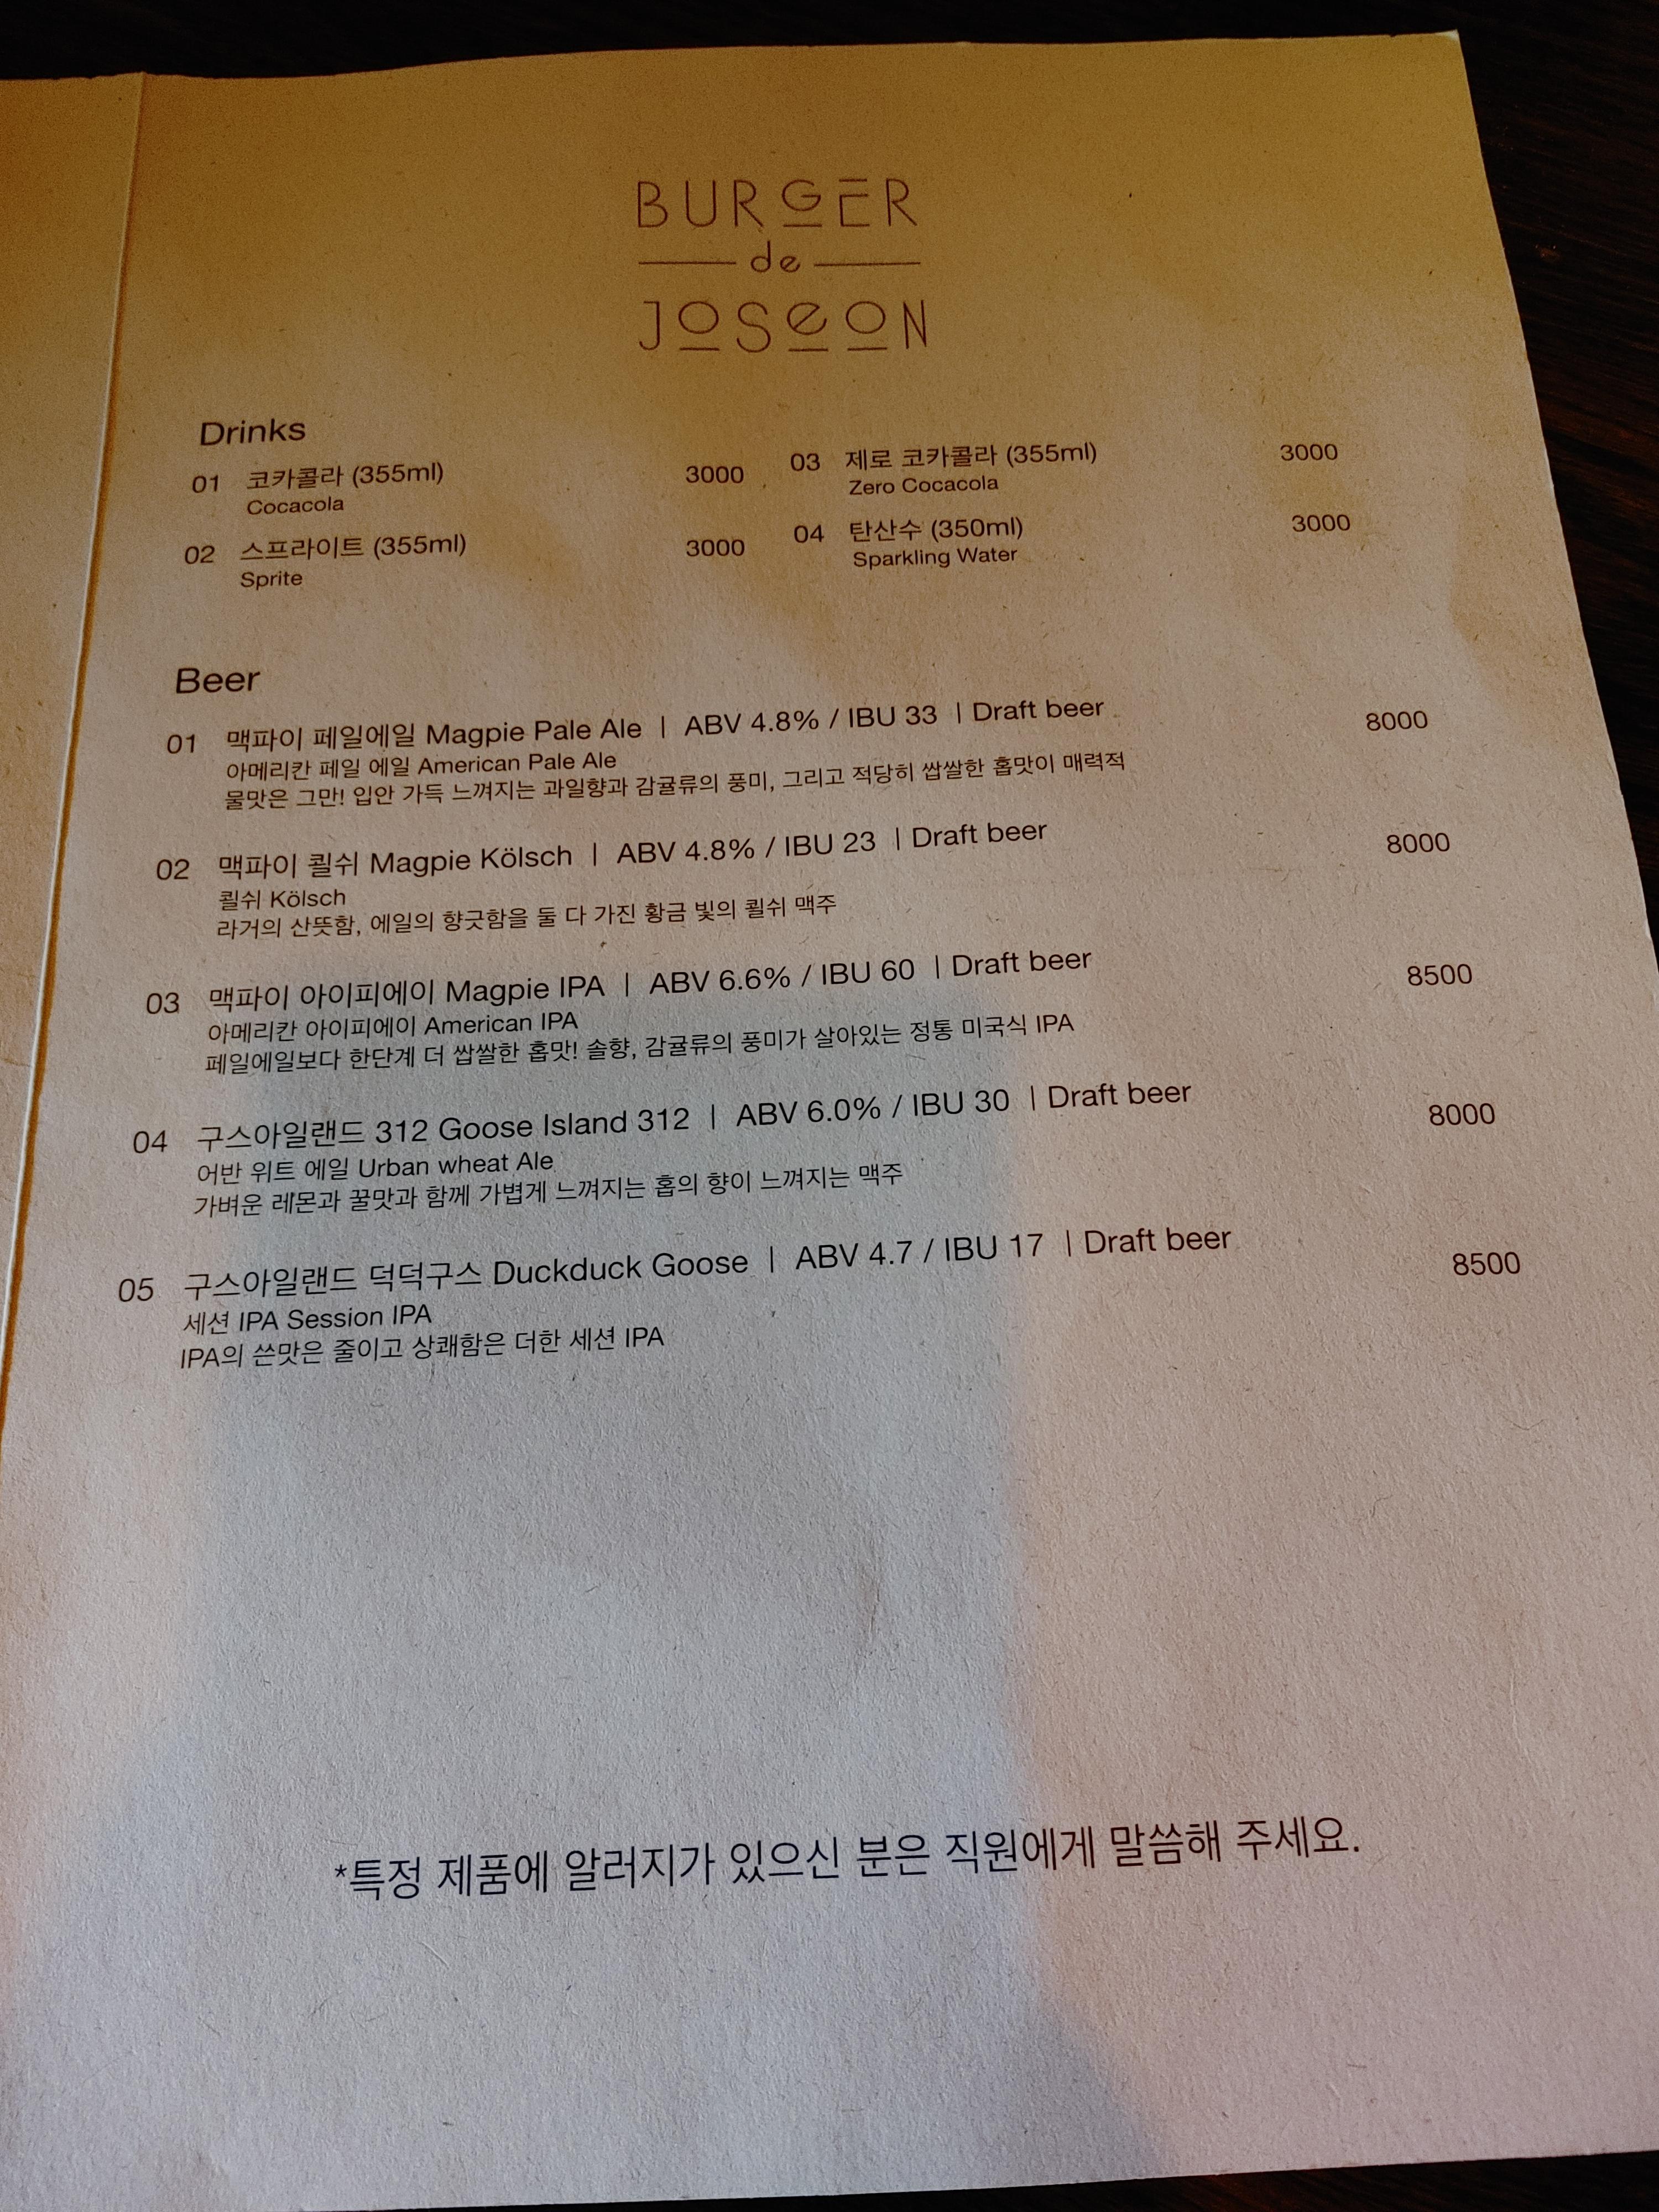 BURGER
de
JOSEON
Drinks
01 코카콜라 (355ml) 3000
Cocacola
02 스프라이트 (355ml) 3000
Sprite
03 제로 코카콜라 (355ml) 3000
Zero Cocacola
04 탄산수 (350ml) 3000
Sparkling Water
Beer
01 맥파이 페일에일 Magpie Pale Ale | ABV 4.8% / IBU 33 | Draft beer 8000
아메리칸 페일 에일 American Pale Ale
물맛은 그만! 입안 가득 느껴지는 과일향과 감귤류의 풍미, 그리고 적당히 쌉쌀한 홉맛이 매력적
02 맥파이 쾰쉬 Magpie Kölsch | ABV 4.8% / IBU 23 | Draft beer 8000
쾰쉬 Kölsch
라거의 산뜻함, 에일의 향긋함을 둘 다 가진 황금 빛의 쾰쉬 맥주
03 맥파이 아이피에이 Magpie IPA | ABV 6.6% / IBU 60 | Draft beer 8500
아메리칸 아이피에이 American IPA
페일에일보다 한단계 더 쌉쌀한 홉맛! 솔향, 감귤류의 풍미가 살아있는 정통 미국식 IPA
04 구스아일랜드 312 Goose Island 312 | ABV 6.0% / IBU 30 | Draft beer 8000
어반 위트 에일 Urban wheat Ale
가벼운 레몬과 꿀맛과 함께 가볍게 느껴지는 홉의 향이 느껴지는 맥주
05 구스아일랜드 덕덕구스 Duckduck Goose | ABV 4.7 / IBU 17 | Draft beer 8500
세션 IPA Session IPA
IPA의 쓴맛은 줄이고 상쾌함은 더한 세션 IPA
*특정 제품에 알러지가 있으신 분은 직원에게 말씀해 주세요.